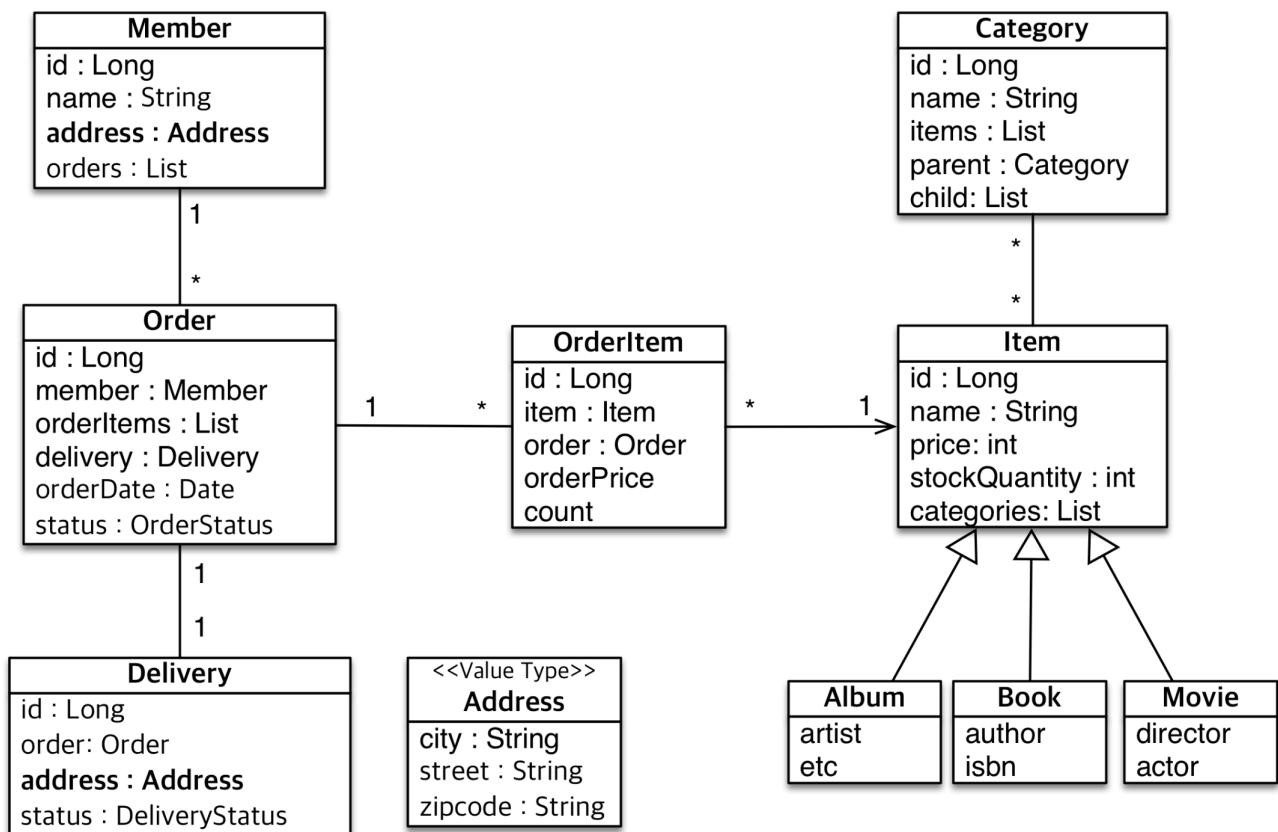 Member
id : Long
name : String
address : Address
orders : List
1
*
Order
id : Long
member : Member
orderItems : List
delivery : Delivery
orderDate : Date
status : OrderStatus
1
*
1
1
Delivery
id : Long
order: Order
address : Address
status : DeliveryStatus
OrderItem
id : Long
item : Item
order : Order
orderPrice
count
*
1
<<Value Type>>
Address
city : String
street : String
zipcode : String
Category
id : Long
name : String
items : List
parent : Category
child: List
*
*
Item
id : Long
name : String
price: int
stockQuantity : int
categories: List
Album
artist
etc
Book
author
isbn
Movie
director
actor